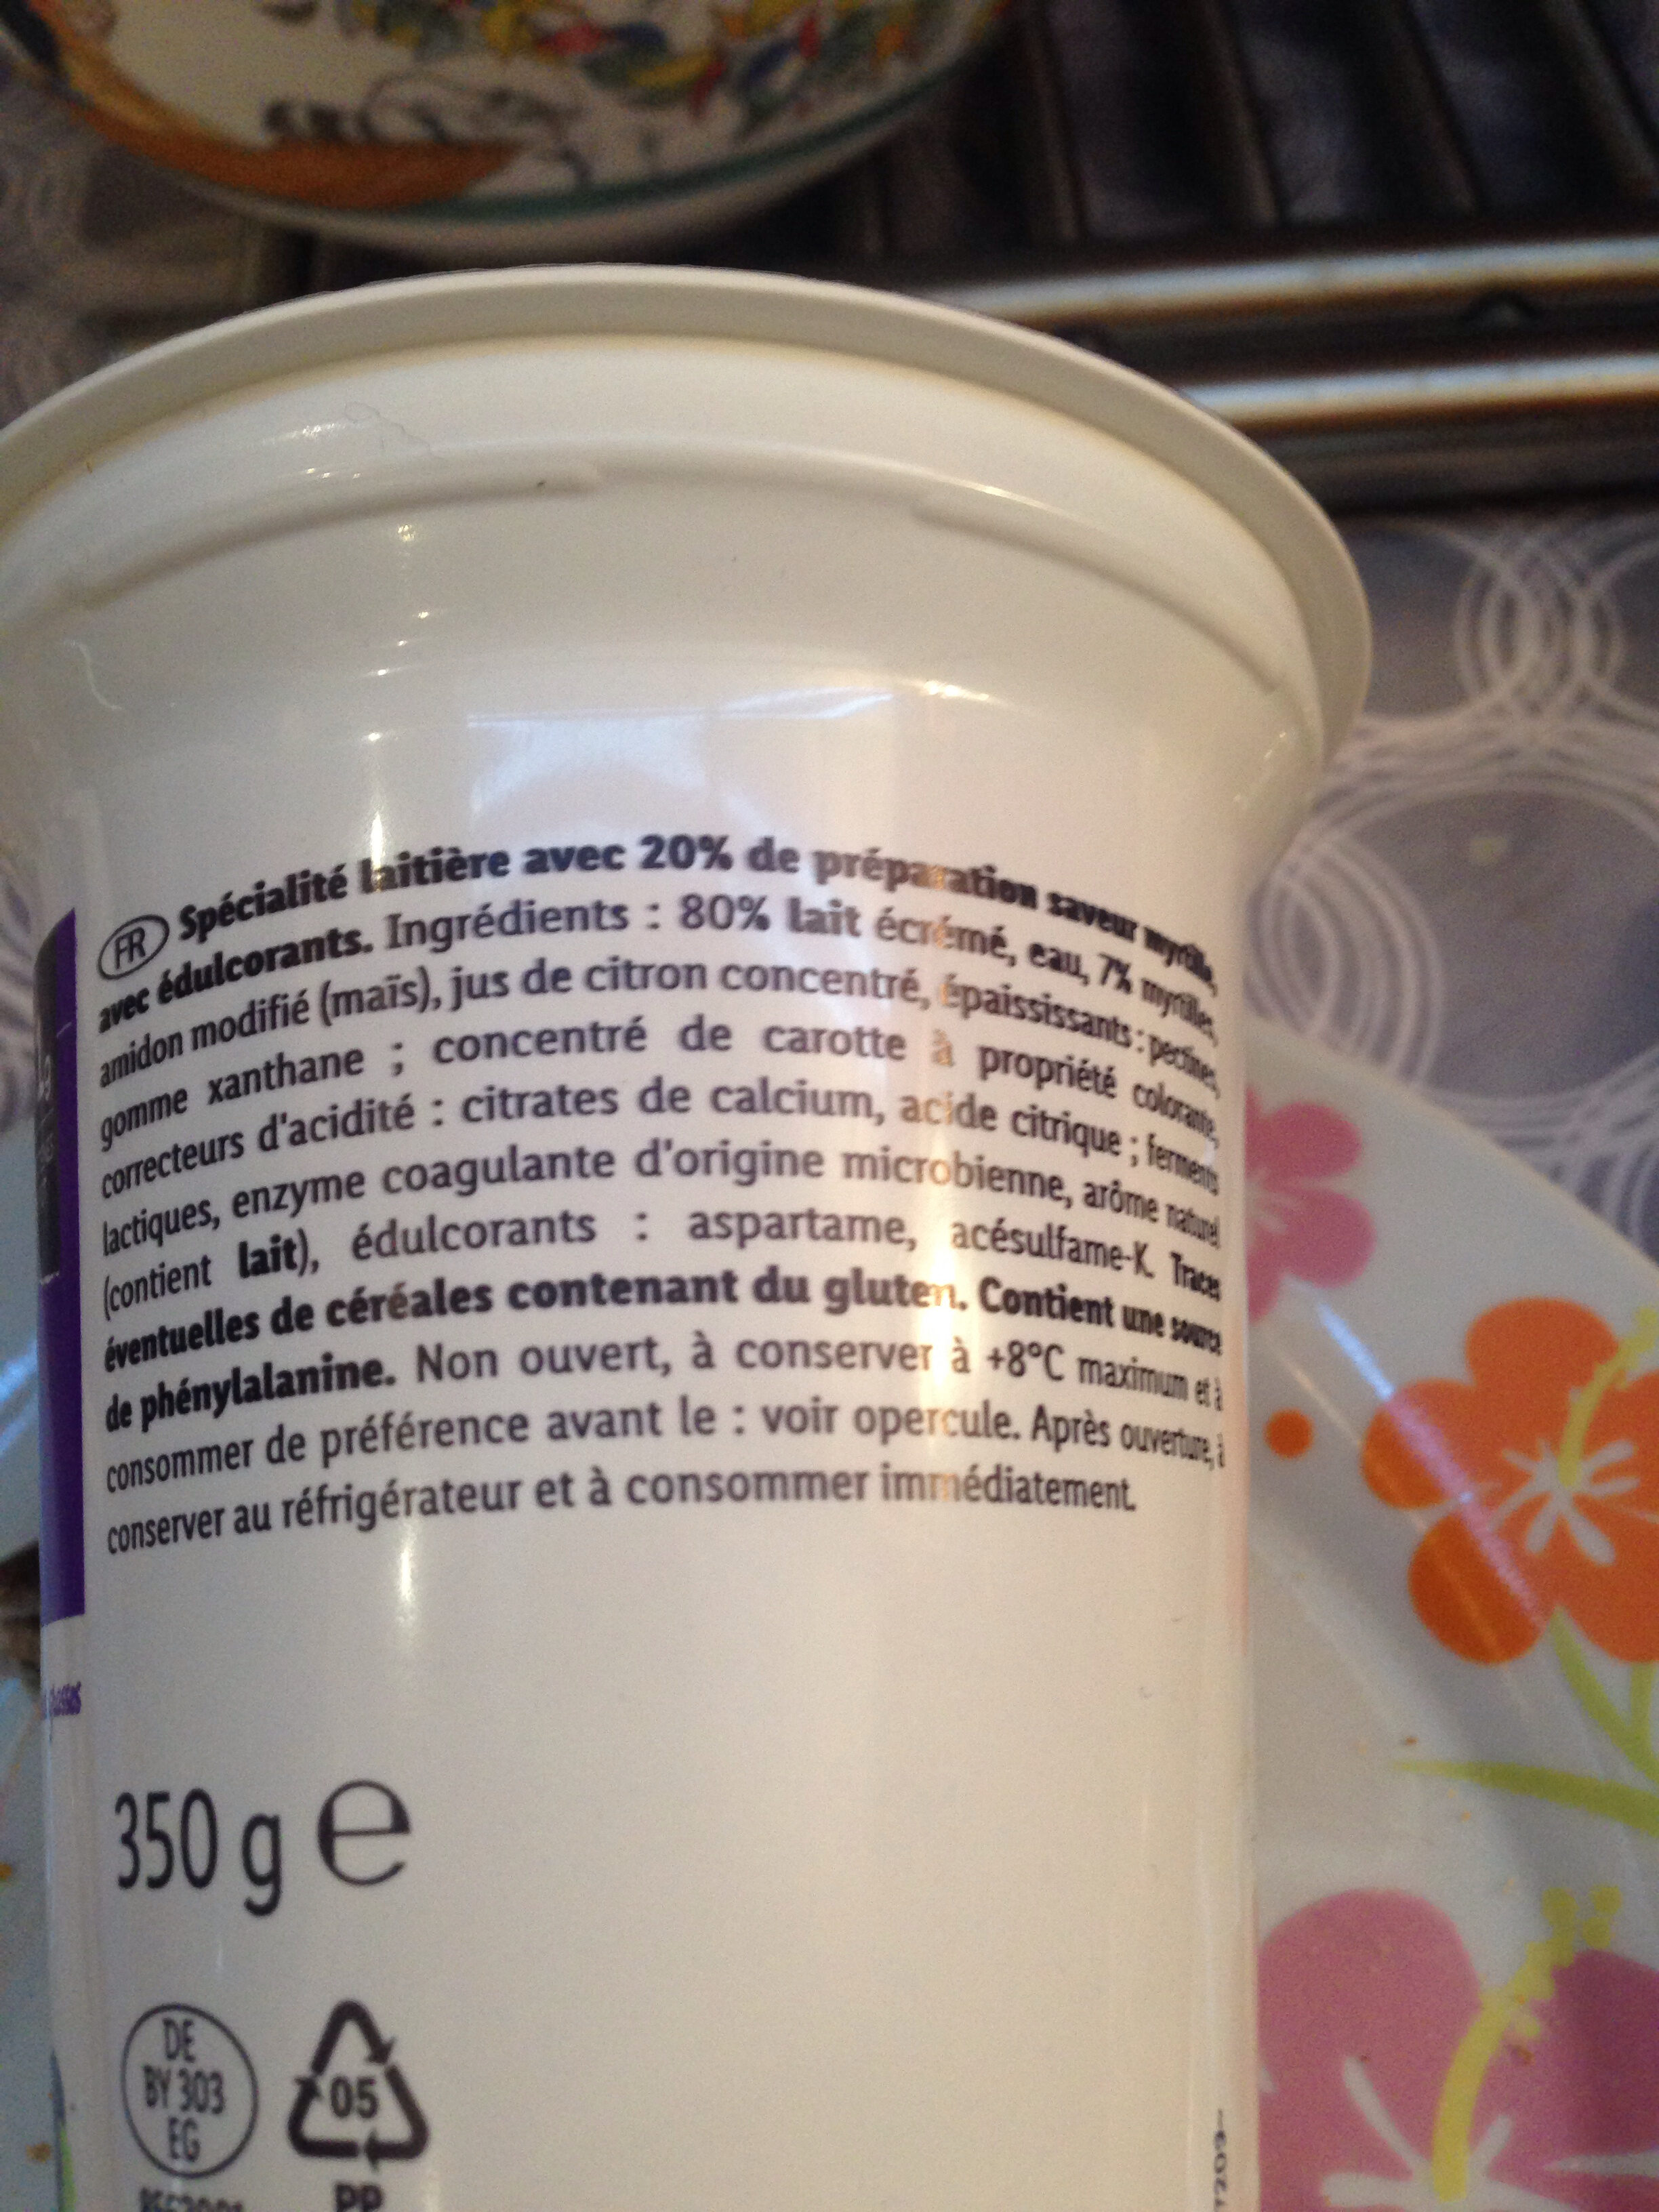 FR Spécialité laitière avec 20% de préparation saveur myrtille,
avec édulcorants. Ingrédients : 80% lait écrémé, eau, 7% myrtilles,
amidon modifié (maïs), jus de citron concentré, épaississants : pectines,
gomme xanthane ; concentré de carotte à propriété colorante,
correcteurs d'acidité : citrates de calcium, acide citrique ; ferments
lactiques, enzyme coagulante d'origine microbienne, arôme naturel
(contient lait), édulcorants : aspartame, acésulfame-K. Traces
éventuelles de céréales contenant du gluten. Contient une source
de phénylalanine. Non ouvert, à conserver à +8°C maximum et à
consommer de préférence avant le : voir opercule. Après ouverture, à
conserver au réfrigérateur et à consommer immédiatement.
350 g e
DE
BY 303
EG
05
PP